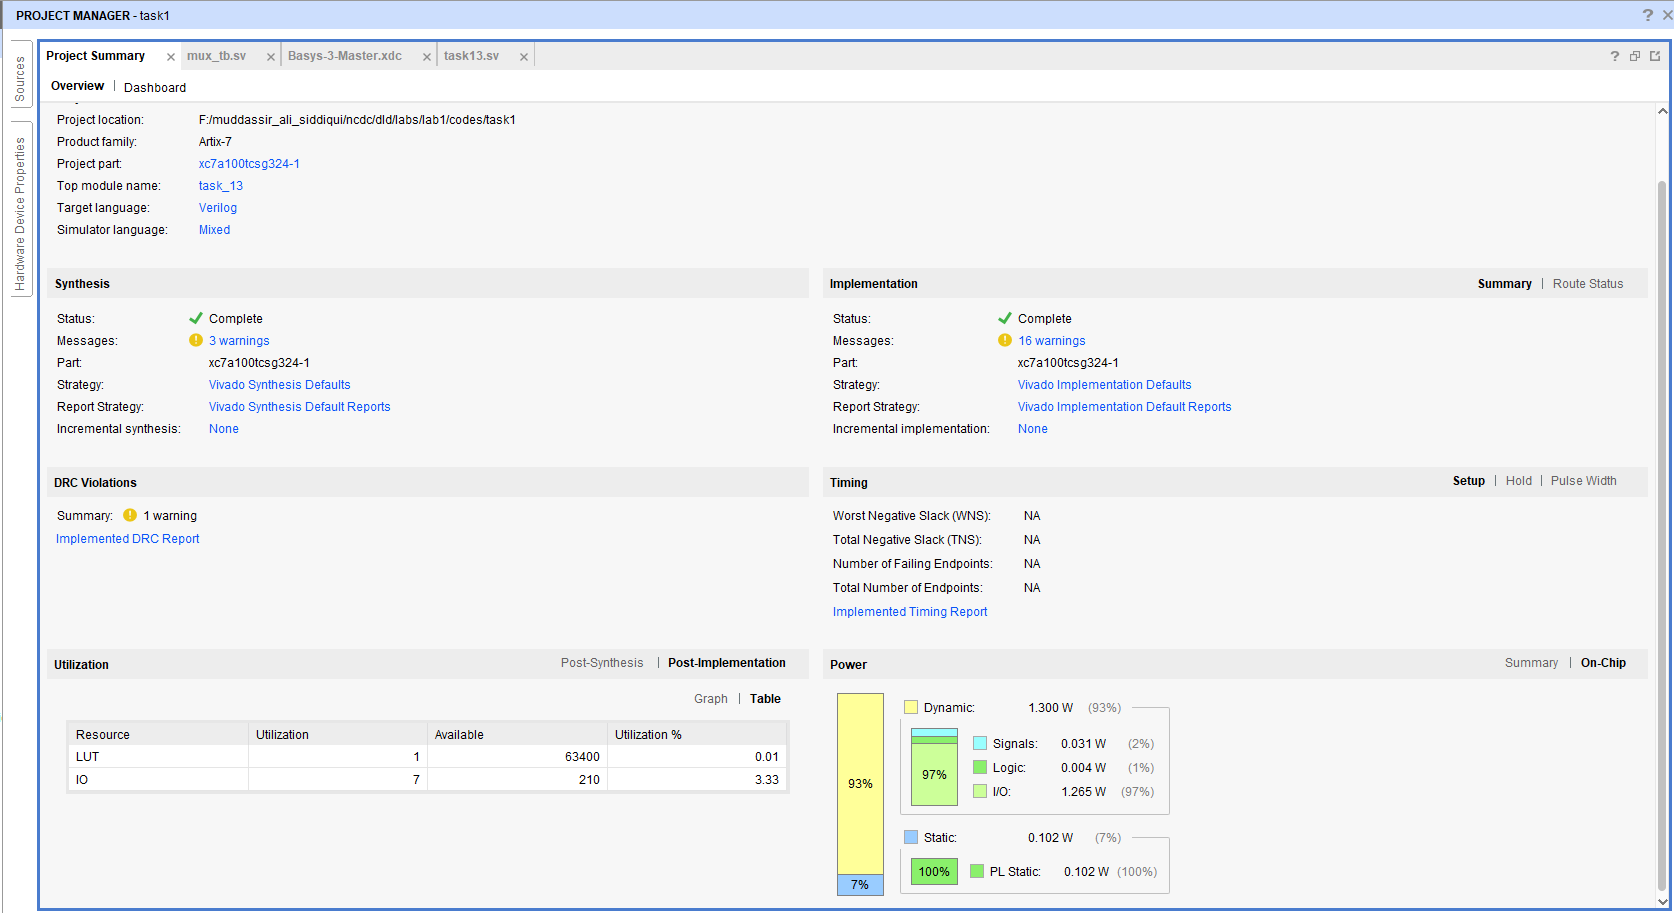 PROJECT MANAGER - task1
Sources
Hardware Device Properties
Project Summary mux_tb.sv Basys-3-Master.xdc task13.sv
Overview | Dashboard
Project location: F:/muddassir_ali_siddiqui/ncdc/dld/labs/lab1/codes/task1
Product family: Artix-7
Project part: xc7a100tcsg324-1
Top module name: task_13
Target language: Verilog
Simulator language: Mixed
Synthesis
Status: Complete
Messages: 3 warnings
Part: xc7a100tcsg324-1
Strategy: Vivado Synthesis Defaults
Report Strategy: Vivado Synthesis Default Reports
Incremental synthesis: None
Implementation Summary | Route Status
Status: Complete
Messages: 16 warnings
Part: xc7a100tcsg324-1
Strategy: Vivado Implementation Defaults
Report Strategy: Vivado Implementation Default Reports
Incremental implementation: None
DRC Violations
Summary: 1 warning
Implemented DRC Report
Timing Setup | Hold | Pulse Width
Worst Negative Slack (WNS): NA
Total Negative Slack (TNS): NA
Number of Failing Endpoints: NA
Total Number of Endpoints: NA
Implemented Timing Report
Utilization Post-Synthesis | Post-Implementation
Graph | Table
Resource Utilization Available Utilization %
LUT 1 63400 0.01
IO 7 210 3.33
Power Summary | On-Chip
93%
7%
Dynamic: 1.300 W (93%)
97%
Signals: 0.031 W (2%)
Logic: 0.004 W (1%)
I/O: 1.265 W (97%)
Static: 0.102 W (7%)
100%
PL Static: 0.102 W (100%)